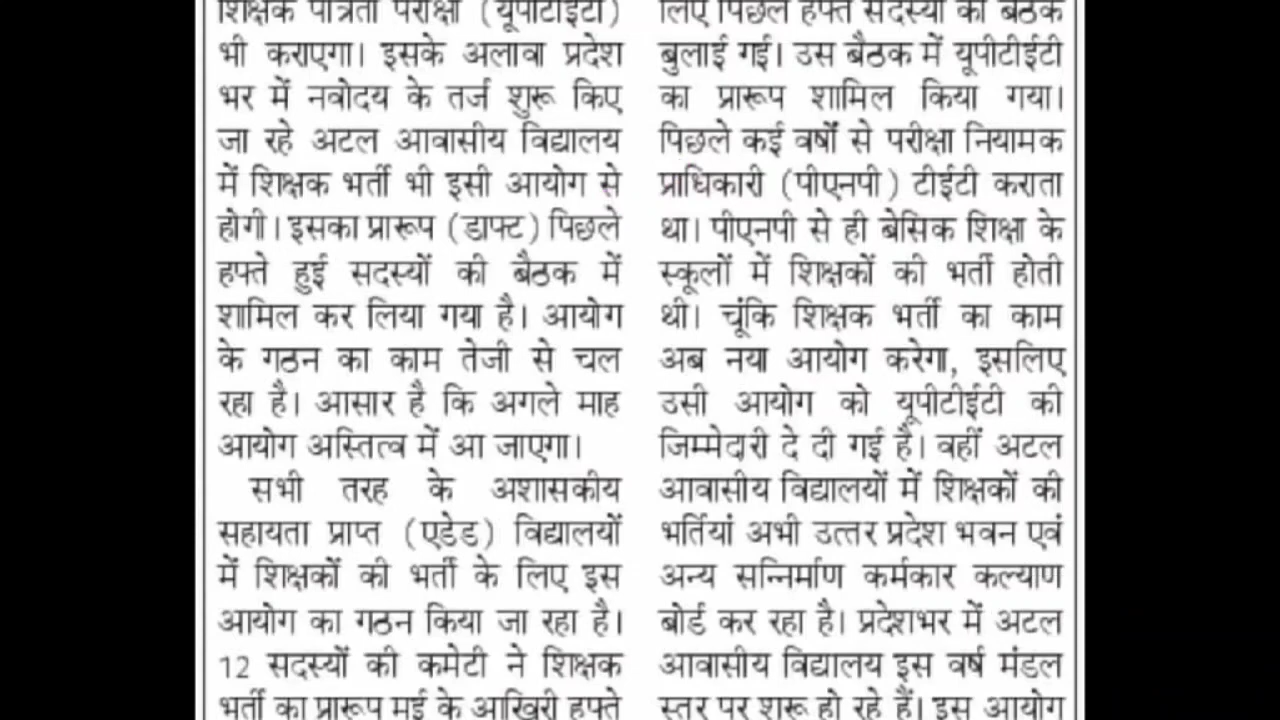 शिक्षक पात्रता परीक्षा (यूपीटीईटी)
भी कराएगा। इसके अलावा प्रदेश
भर में नवोदय के तर्ज शुरू किए
जा रहे अटल आवासीय विद्यालय
में शिक्षक भर्ती भी इसी आयोग से
होगी। इसका प्रारूप (ड्राफ्ट) पिछले
हफ्ते हुई सदस्यों की बैठक में
शामिल कर लिया गया है। आयोग
के गठन का काम तेजी से चल
रहा है। आसार है कि अगले माह
आयोग अस्तित्व में आ जाएगा।
सभी तरह के अशासकीय
सहायता प्राप्त (एडेड) विद्यालयों
में शिक्षकों की भर्ती के लिए इस
आयोग का गठन किया जा रहा है।
12 सदस्यों की कमेटी ने शिक्षक
भर्ती का प्रारूप मई के आखिरी हफ्ते
लिए पिछले हफ्ते सदस्यों की बैठक
बुलाई गई। उस बैठक में यूपीटीईटी
का प्रारूप शामिल किया गया।
पिछले कई वर्षों से परीक्षा नियामक
प्राधिकारी (पीएनपी) टीईटी कराता
था। पीएनपी से ही बेसिक शिक्षा के
स्कूलों में शिक्षकों की भर्ती होती
थी। चूंकि शिक्षक भर्ती का काम
अब नया आयोग करेगा, इसलिए
उसी आयोग को यूपीटीईटी की
जिम्मेदारी दे दी गई है। वहीं अटल
आवासीय विद्यालयों में शिक्षकों की
भर्तियां अभी उत्तर प्रदेश भवन एवं
अन्य सन्निर्माण कर्मकार कल्याण
बोर्ड कर रहा है। प्रदेशभर में अटल
आवासीय विद्यालय इस वर्ष मंडल
स्तर पर शुरू हो रहे हैं। इस आयोग